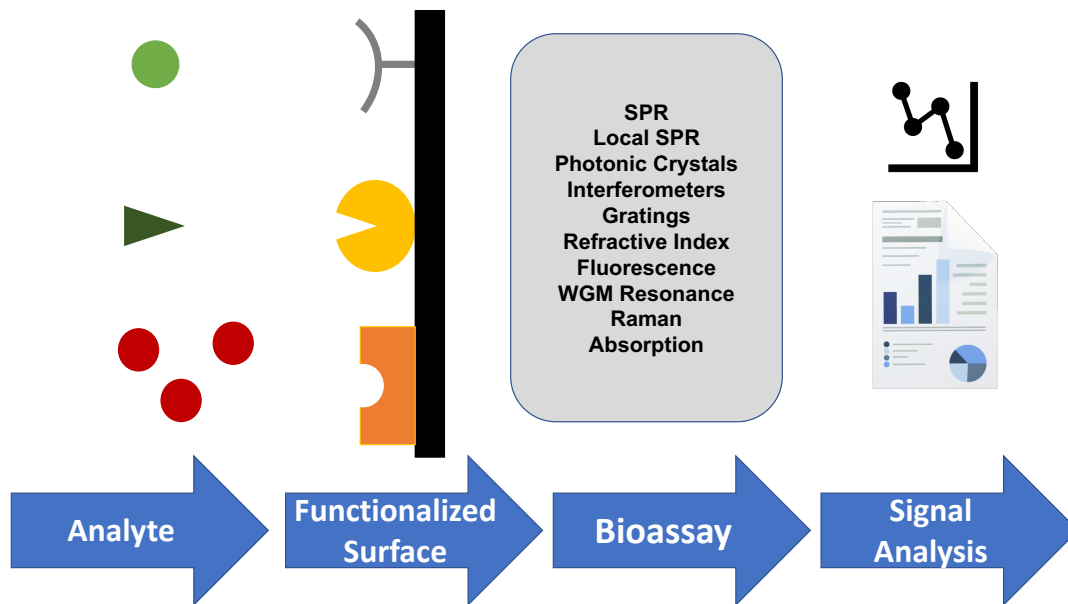 SPR
Local SPR
Photonic Crystals
Interferometers
Gratings
Refractive Index
Fluorescence
WGM Resonance
Raman
Absorption
Analyte
Functionalized
Surface
Bioassay
Signal
Analysis